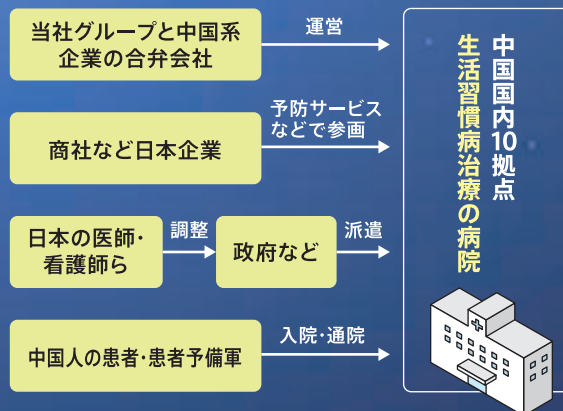 当社グループと中国系
企業の合弁会社
運営
商社など日本企業
予防サービス
などで参画
日本の医師・
看護師ら
調整
政府など
派遣
中国人の患者・患者予備軍
入院・通院
中国国内10拠点
生活習慣病治療の病院